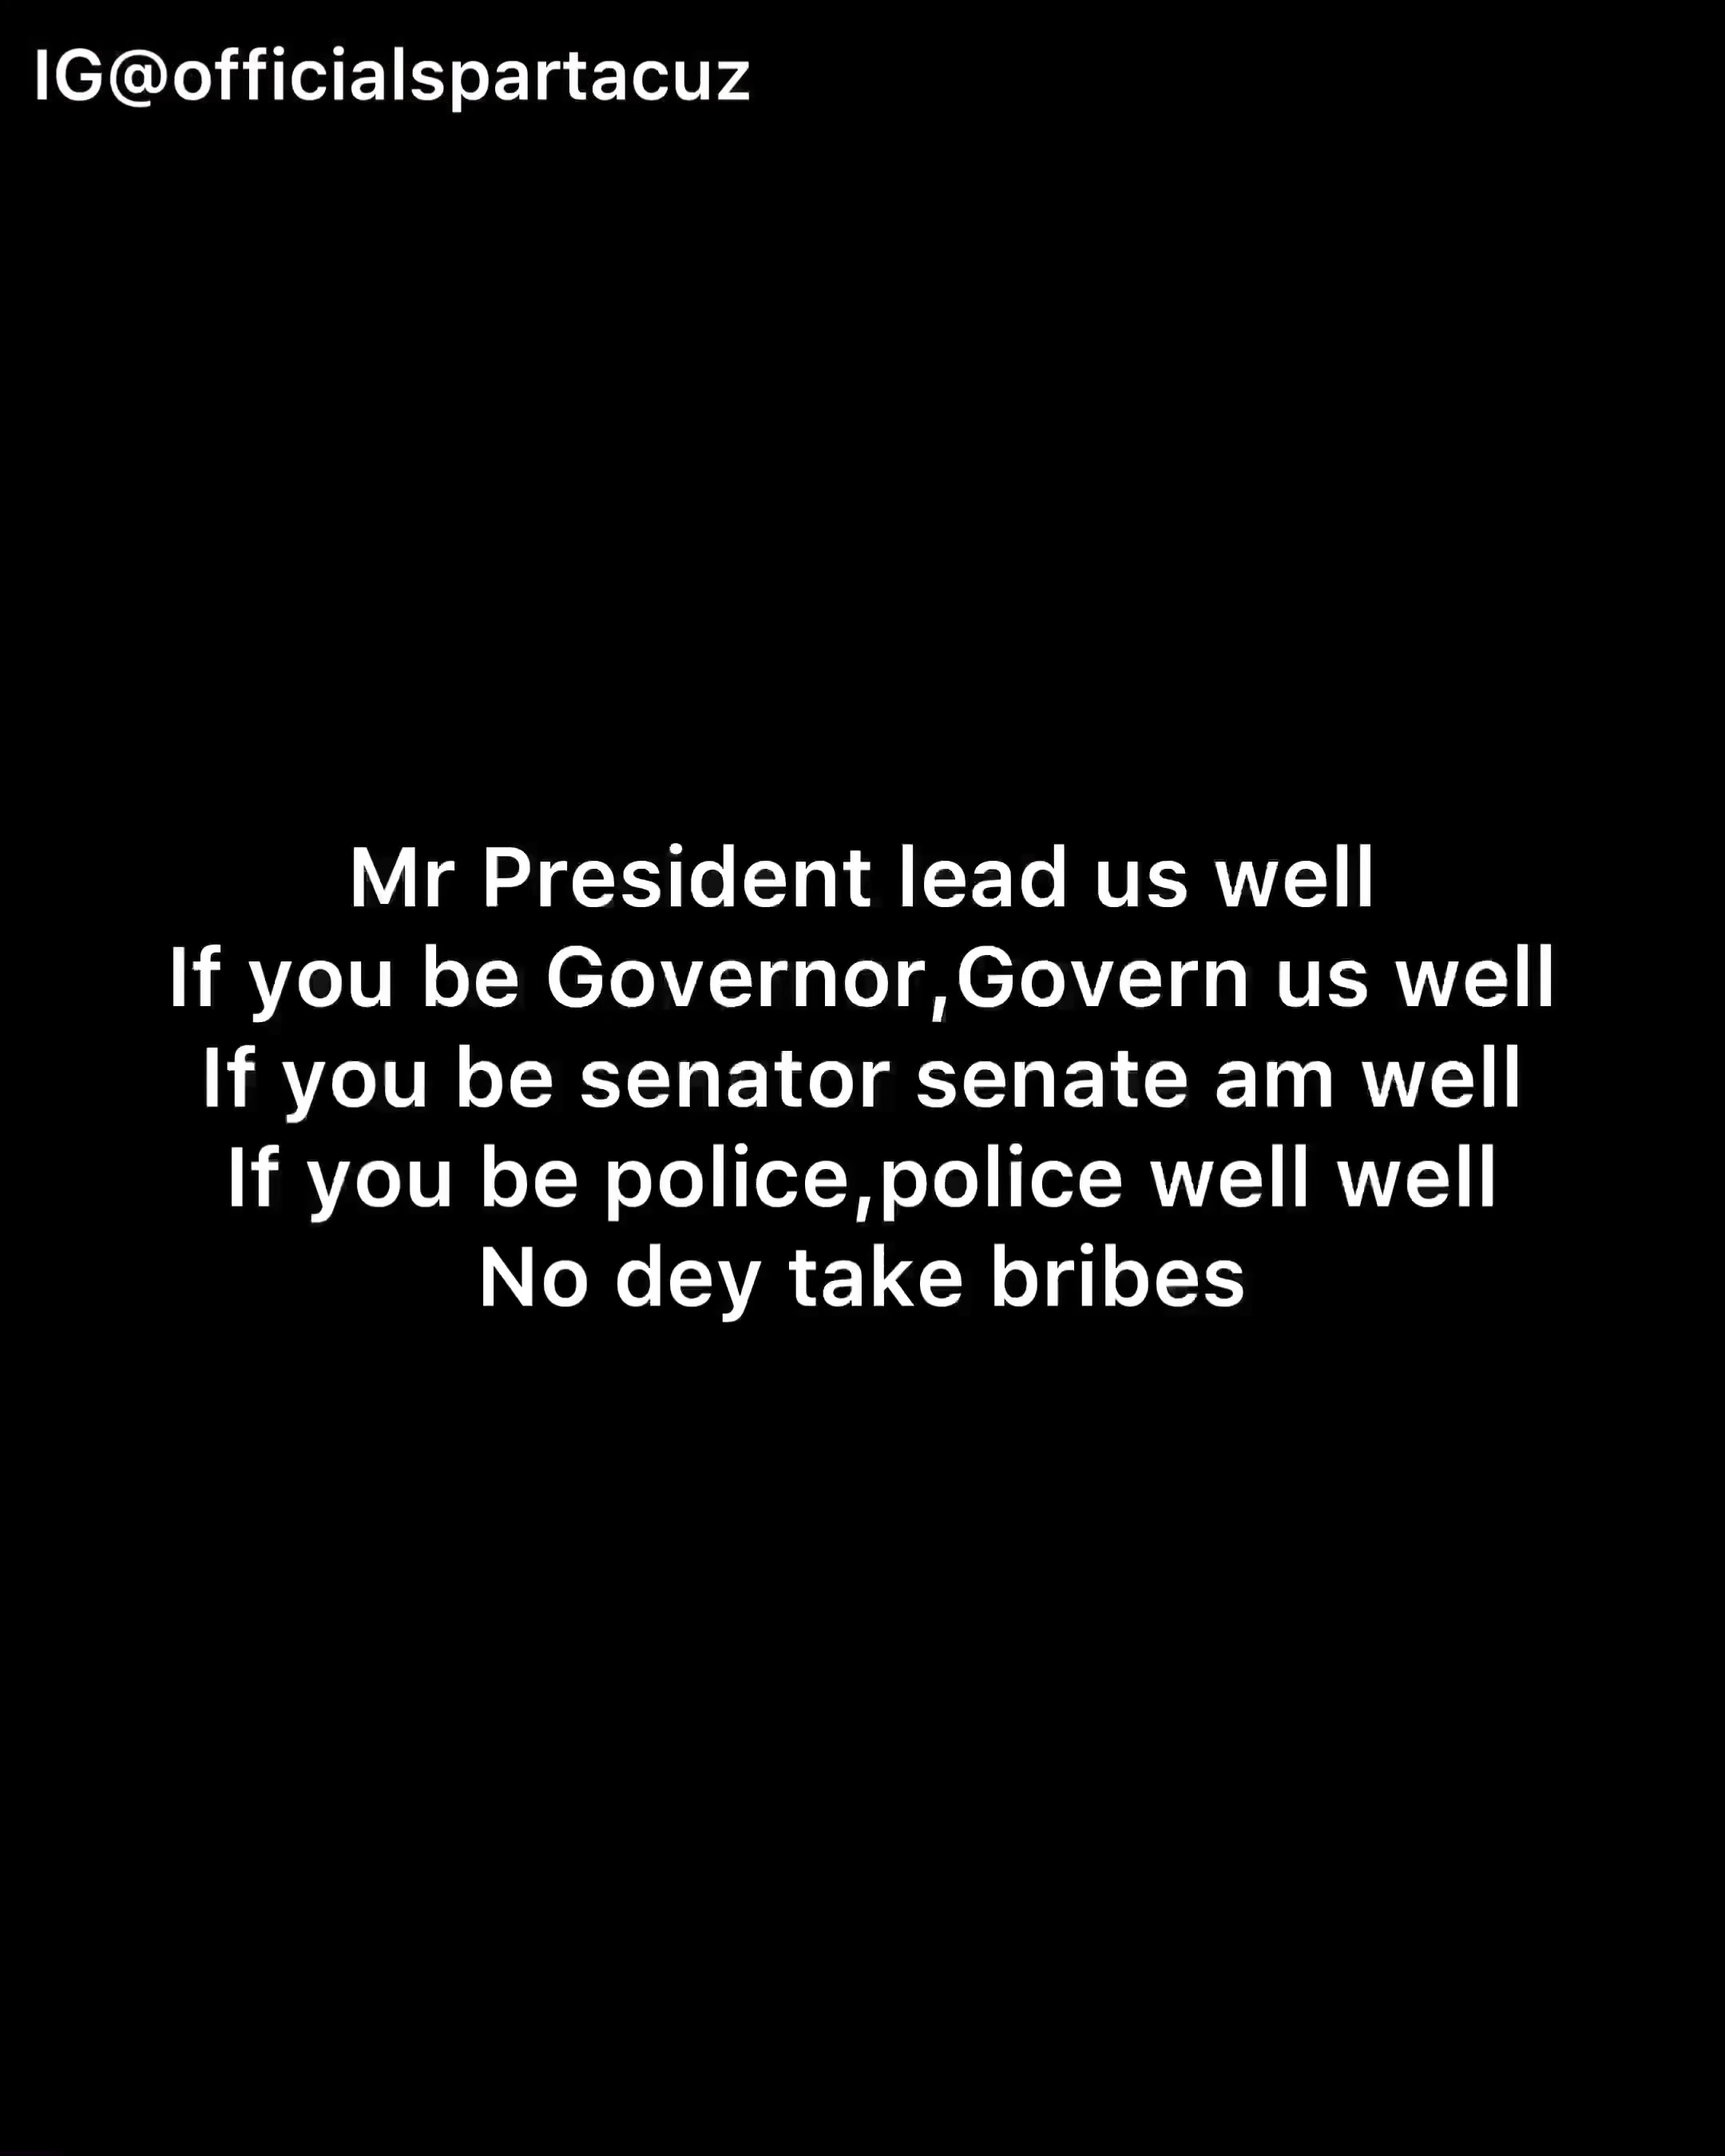 IG@officialspartacuz
Mr President lead us well
If you be Governor,Govern us well
If you be senator senate am well
If you be police,police well well
No dey take bribes